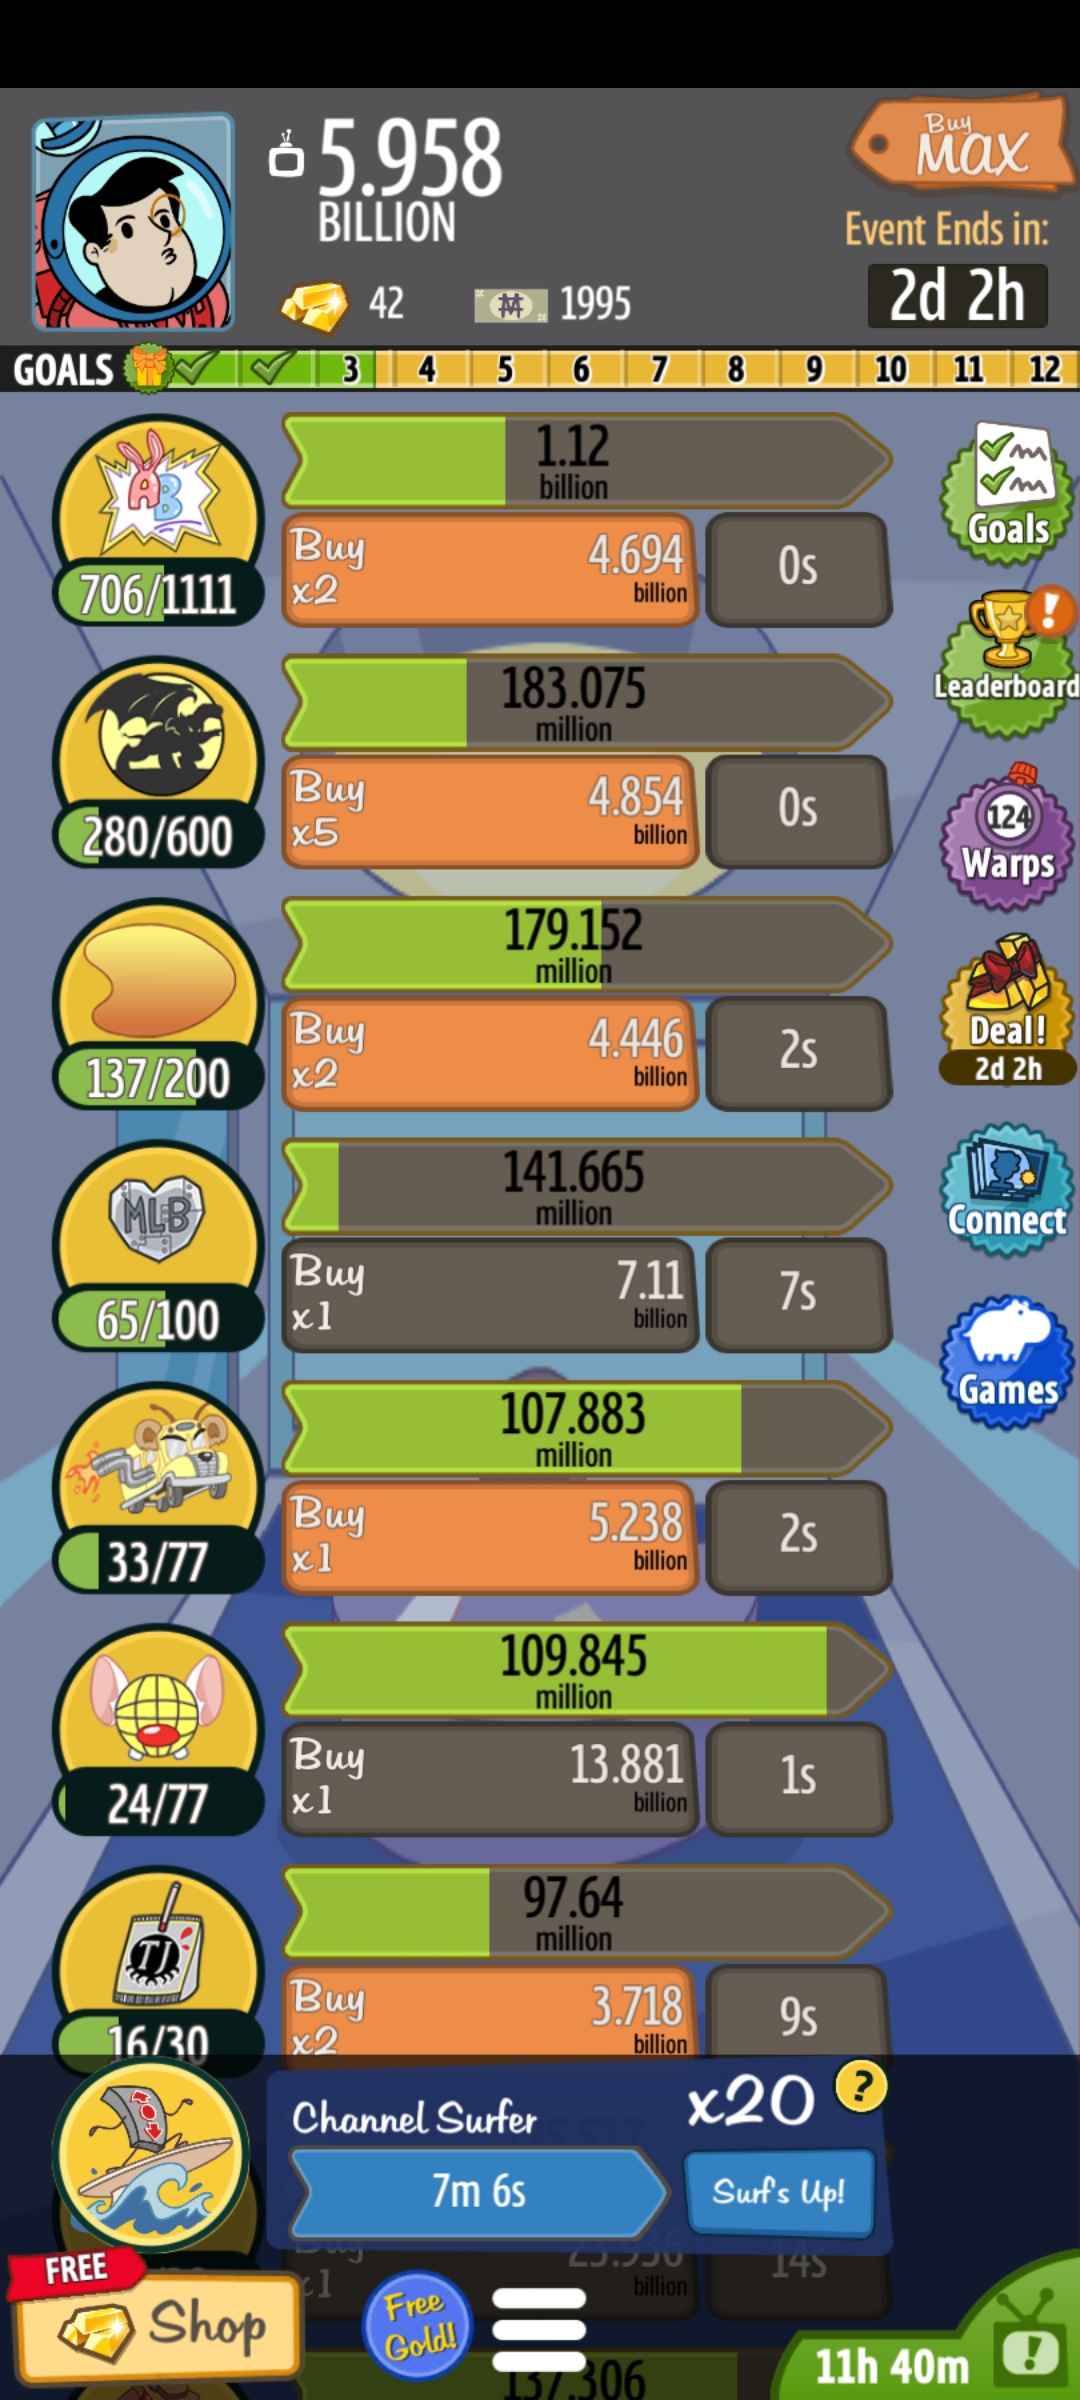 5.958
BILLION
Buy
MAX
Event Ends in:
2d 2h
42
1995
GOALS 3 4 5 6 7 8 9 10 11 12
AB
706/1111
1.12
billion
Buy
x2
4.694
billion
0s
Goals
280/600
183.075
million
Buy
x5
4.854
billion
0s
Leaderboard
137/200
179.152
million
Buy
x2
4.446
billion
2s
124
Warps
Deal!
2d 2h
MLB
65/100
141.665
million
Buy
x1
7.11
billion
7s
Connect
33/77
107.883
million
Buy
x1
5.238
billion
2s
Games
24/77
109.845
million
Buy
x1
13.881
billion
1s
TJ
16/30
97.64
million
Buy
x2
3.718
billion
9s
Channel Surfer
x20
?
7m 6s
Surf's Up!
Buy
x1
23.936
billion
14s
FREE
Shop
Free
Gold!
137.306
11h 40m